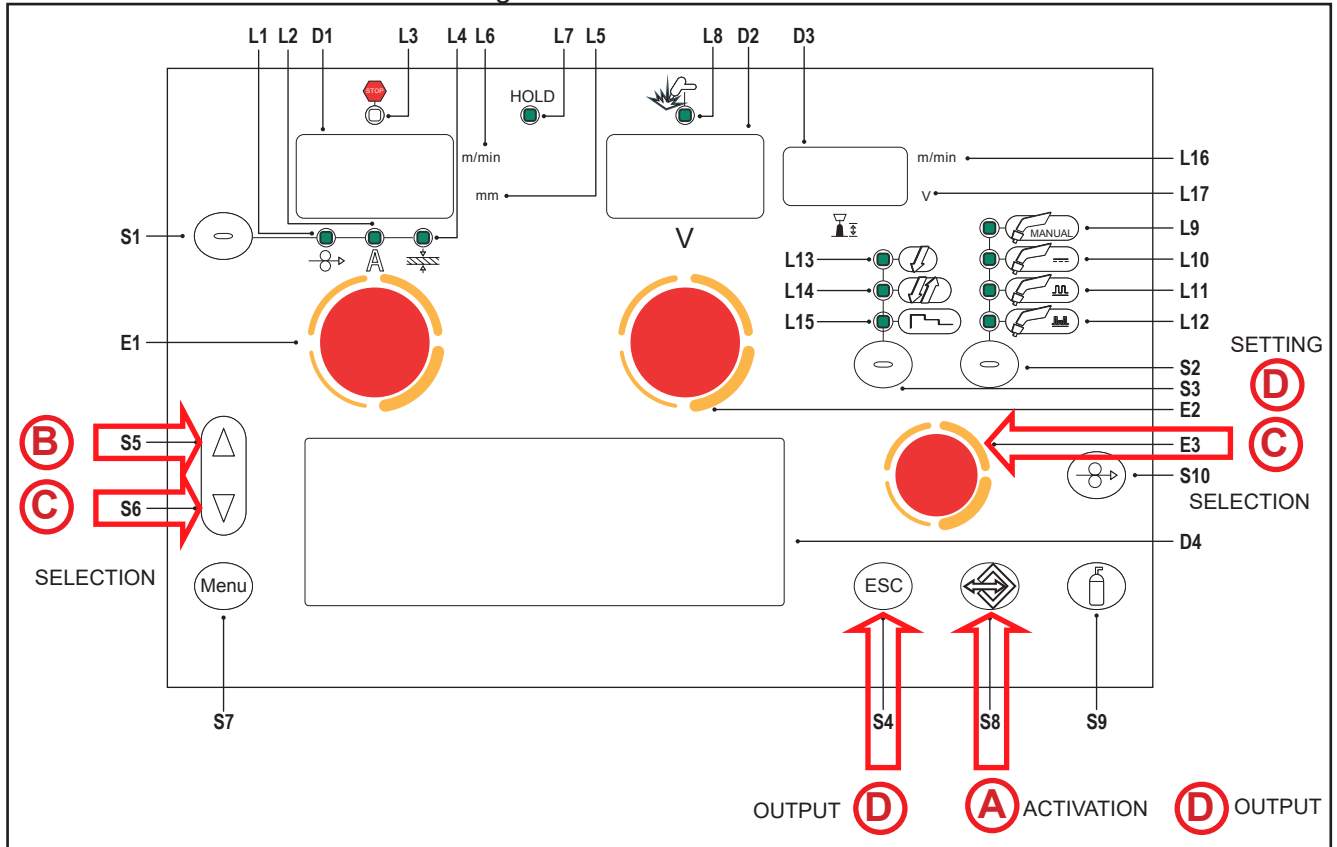 L1 L2 D1 L3 L4 L6 L7 L5 L8 D2 D3
STOP
HOLD
m/min
mm
m/min
L16
V
L17
S1
V
A
MANUAL
L9
L13
L10
L14
L11
L15
L12
E1
SETTING
S2
D
S3
E2
B
S5
E3
C
S10
C
S6
SELECTION
D4
SELECTION
Menu
ESC
S7
S4
S8
S9
OUTPUT
D
A
ACTIVATION
D
OUTPUT